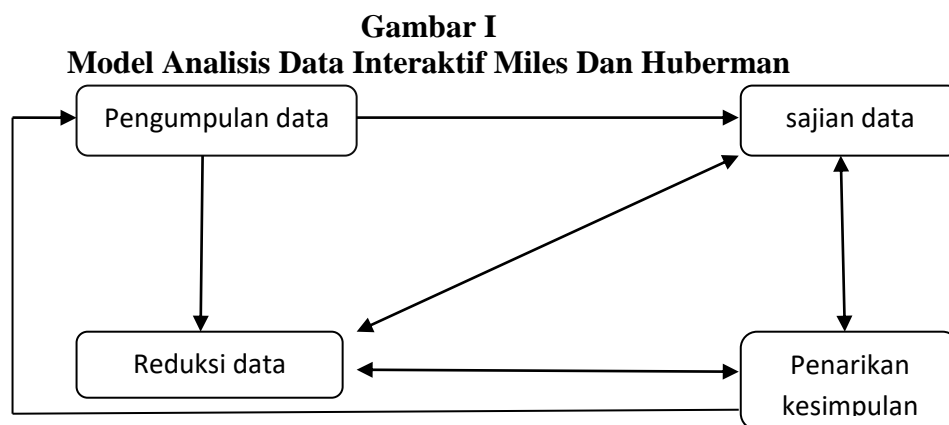 Gambar I
Model Analisis Data Interaktif Miles Dan Huberman
Pengumpulan data
sajian data
Reduksi data
Penarikan
kesimpulan